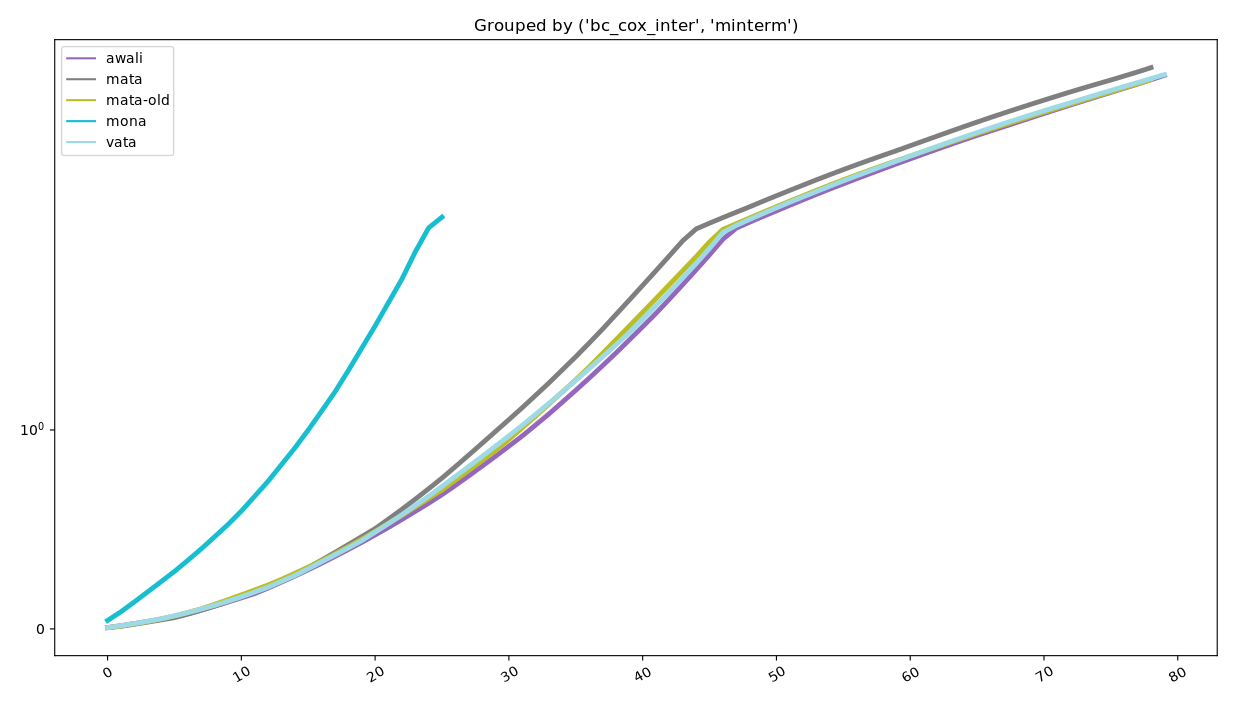 Grouped by ('bc_cox_inter', 'minterm')
awali
mata
mata-old
mona
vata
10⁰
0
0
10
20
30
40
50
60
70
80